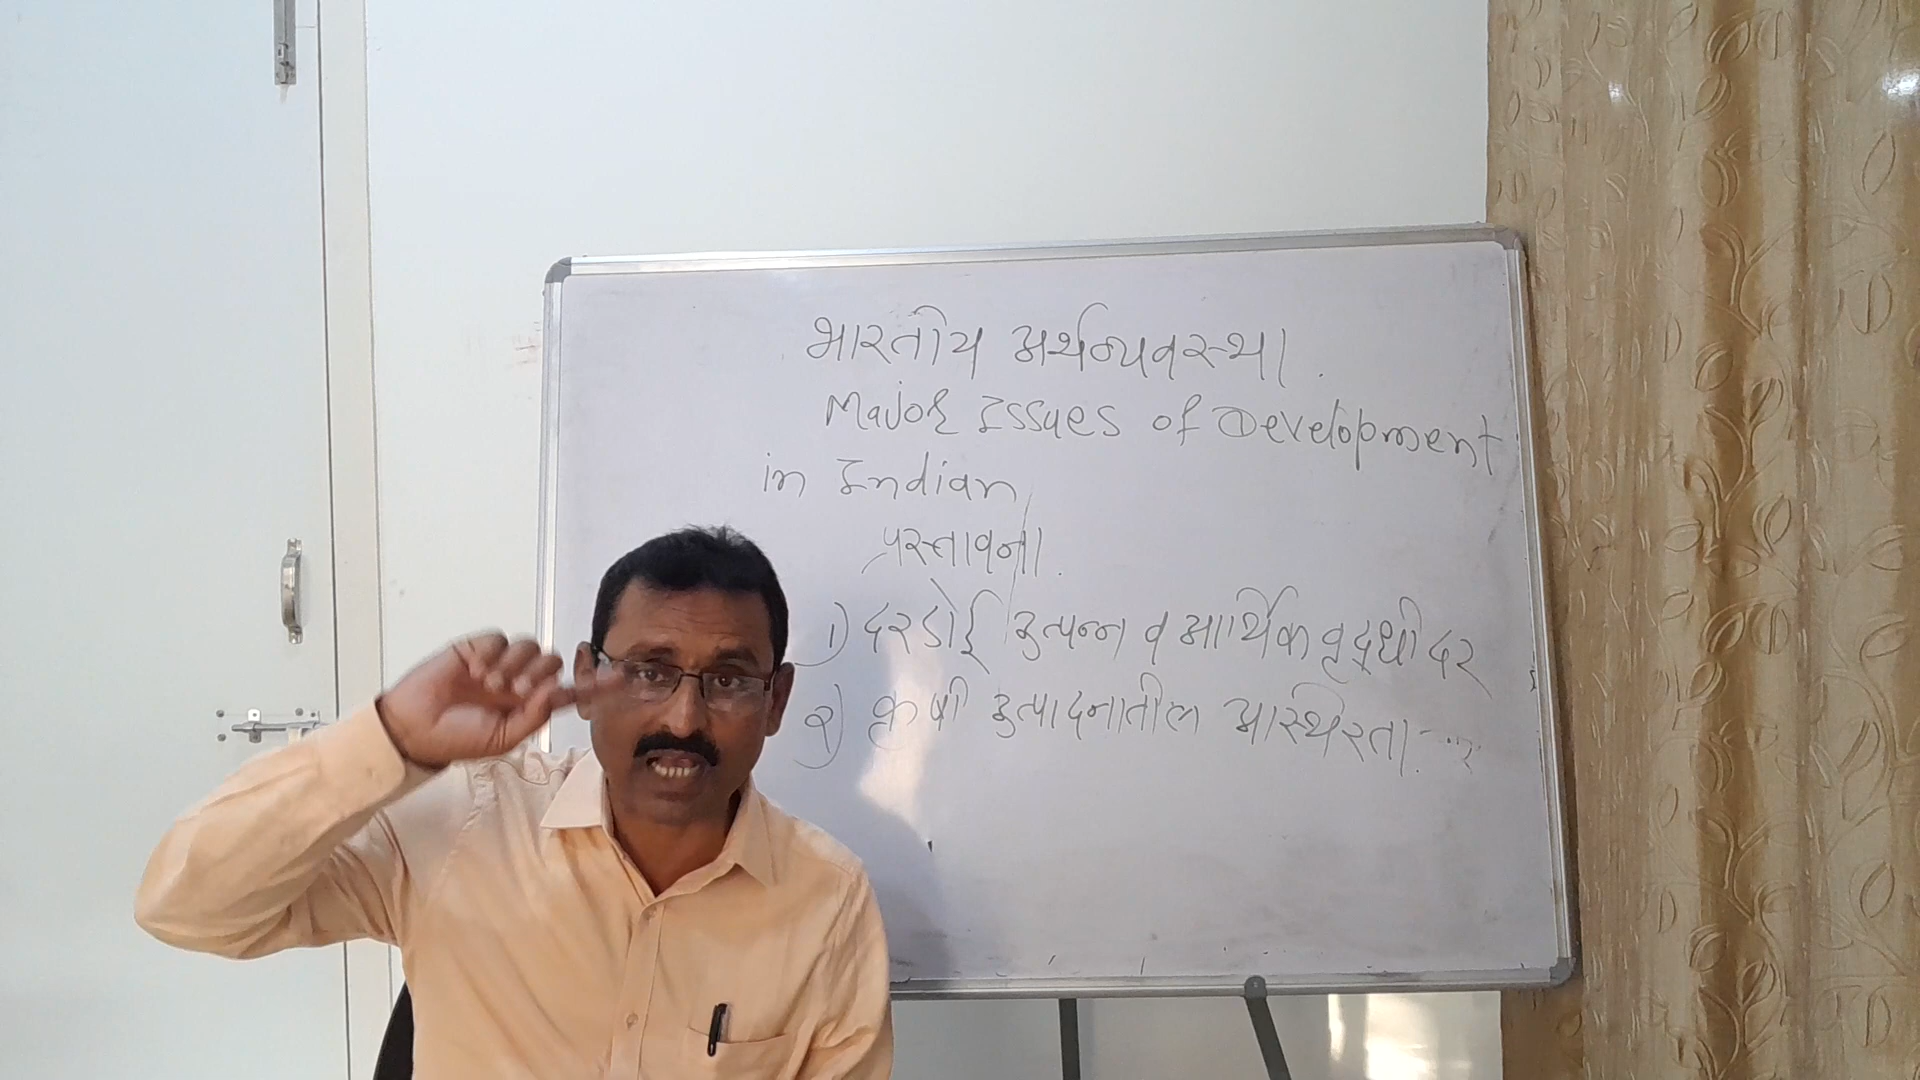 भारतीय अर्थव्यवस्था.
Major Issues of Development
in Indian
प्रस्तावना.
१) दरडोई उत्पन्न व आर्थिक वृद्धी दर
२) कृषी उत्पादनातील अस्थिरता.